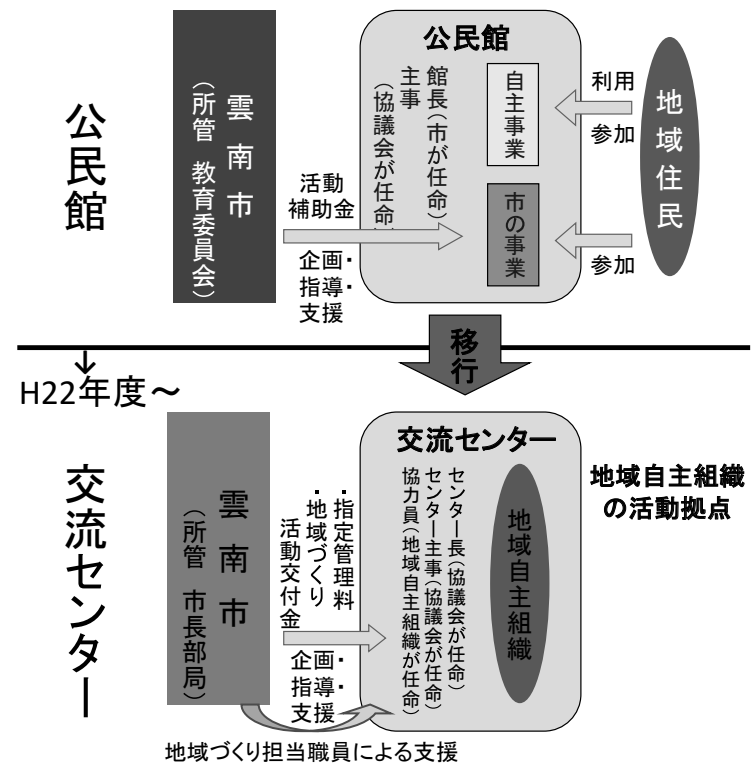 公民館
雲南市
（所管 教育委員会）
活動
補助金
企画・
指導・
支援
公民館
館長（市が任命）
主事
（協議会が任命）
自主事業
市の事業
利用
参加
参加
地域住民
移行
↓
H22年度～
交流センター
雲南市
（所管 市長部局）
・指定管理料
・地域づくり
活動交付金
企画・
指導・
支援
交流センター
センター長（協議会が任命）
センター主事（協議会が任命）
協力員（地域自主組織が任命）
地域自主組織
地域自主組織
の活動拠点
地域づくり担当職員による支援